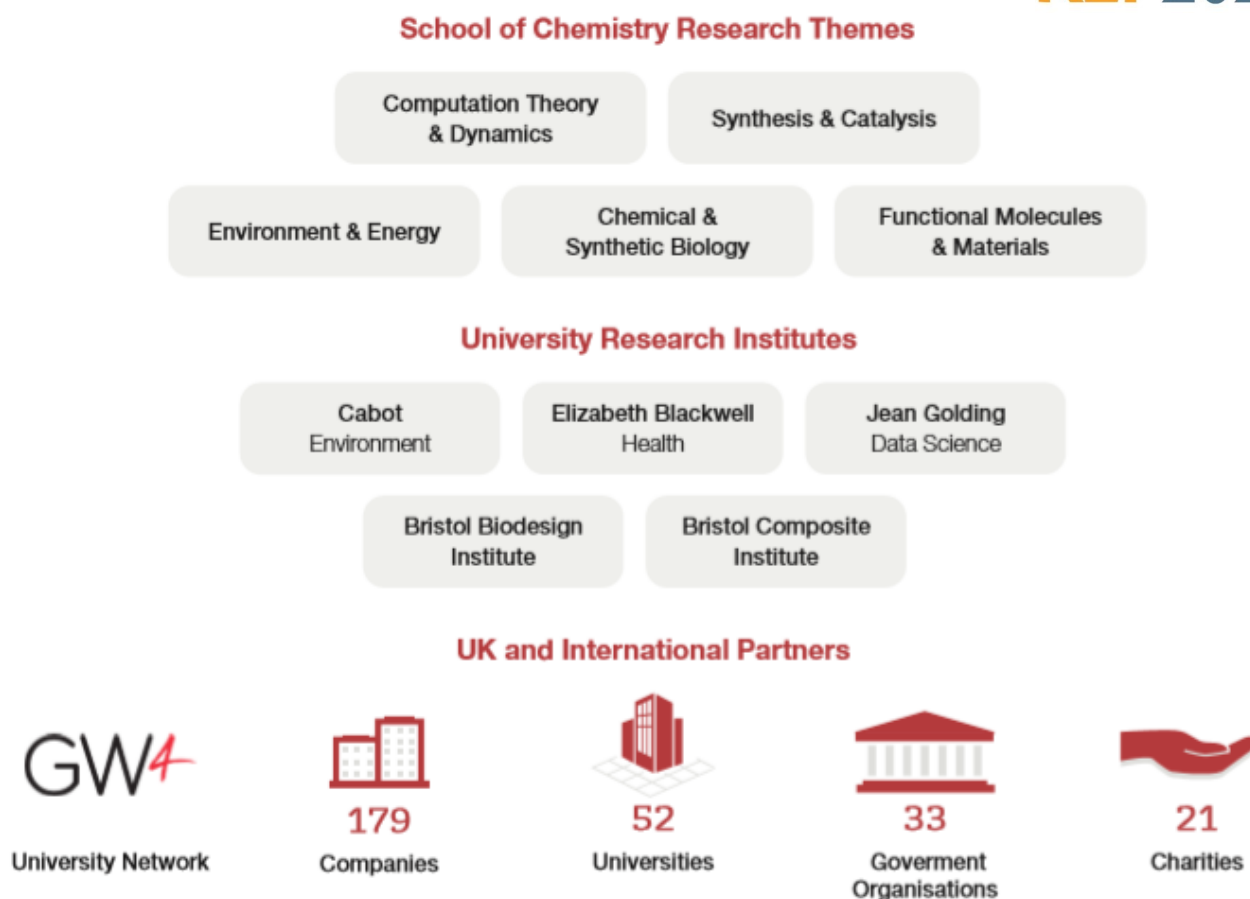 School of Chemistry Research Themes
Computation Theory
& Dynamics
Synthesis & Catalysis
Environment & Energy
Chemical &
Synthetic Biology
Functional Molecules
& Materials
University Research Institutes
Cabot
Environment
Elizabeth Blackwell
Health
Jean Golding
Data Science
Bristol Biodesign
Institute
Bristol Composite
Institute
UK and International Partners
GW4
University Network
179
Companies
52
Universities
33
Goverment
Organisations
21
Charities